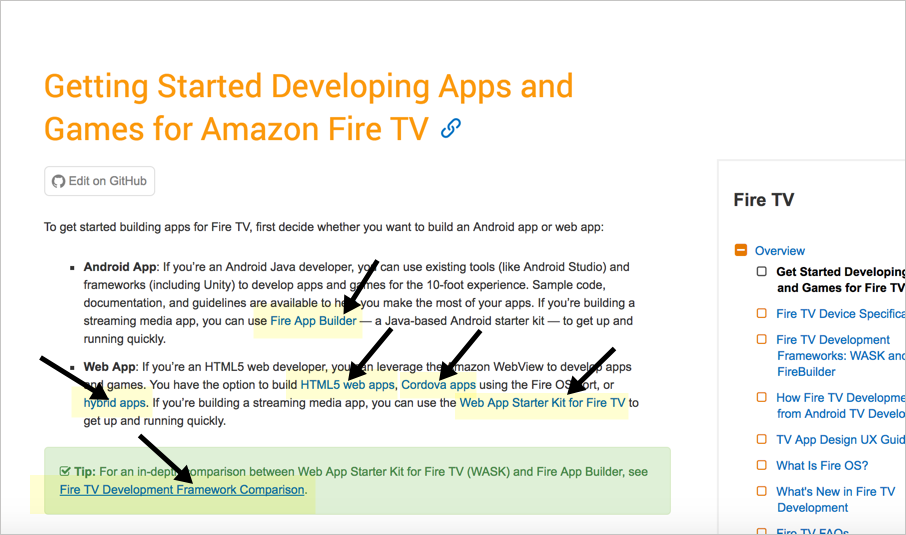 Getting Started Developing Apps and
Games for Amazon Fire TV
Edit on GitHub
To get started building apps for Fire TV, first decide whether you want to build an Android app or web app:
Android App: If you're an Android Java developer, you can use existing tools (like Android Studio) and
frameworks (including Unity) to develop apps and games for the 10-foot experience. Sample code,
documentation, and guidelines are available to help you make the most of your apps. If you're building a
streaming media app, you can use Fire App Builder — a Java-based Android starter kit — to get up and
running quickly.
Web App: If you're an HTML5 web developer, you can leverage the Amazon WebView to develop apps
and games. You have the option to build HTML5 web apps, Cordova apps using the Fire OS port, or
hybrid apps. If you're building a streaming media app, you can use the Web App Starter Kit for Fire TV to
get up and running quickly.
Tip: For an in-depth comparison between Web App Starter Kit for Fire TV (WASK) and Fire App Builder, see
Fire TV Development Framework Comparison.
Fire TV
Overview
Get Started Developing
and Games for Fire TV
Fire TV Device Specifica
Fire TV Development
Frameworks: WASK and
FireBuilder
How Fire TV Developme
from Android TV Develo
TV App Design UX Guid
What Is Fire OS?
What's New in Fire TV
Development
Fire TV FAQs